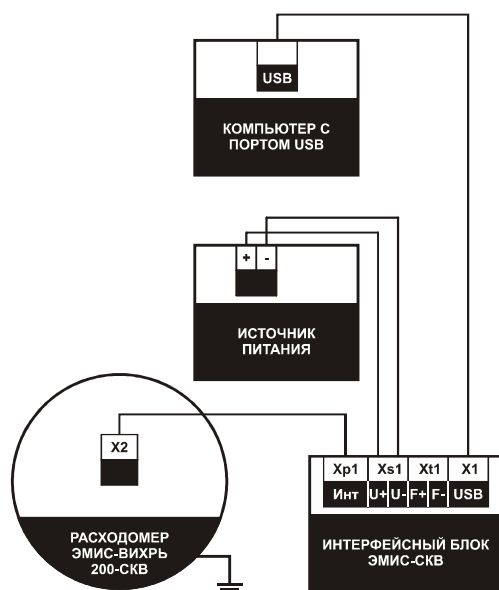 USB
КОМПЬЮТЕР С
ПОРТОМ USB
+ -
ИСТОЧНИК
ПИТАНИЯ
X2
РАСХОДОМЕР
ЭМИС-ВИХРЬ
200-СКВ
Xp1 Xs1 Xt1 X1
Инт U+ U- F+ F- USB
ИНТЕРФЕЙСНЫЙ БЛОК
ЭМИС-СКВ